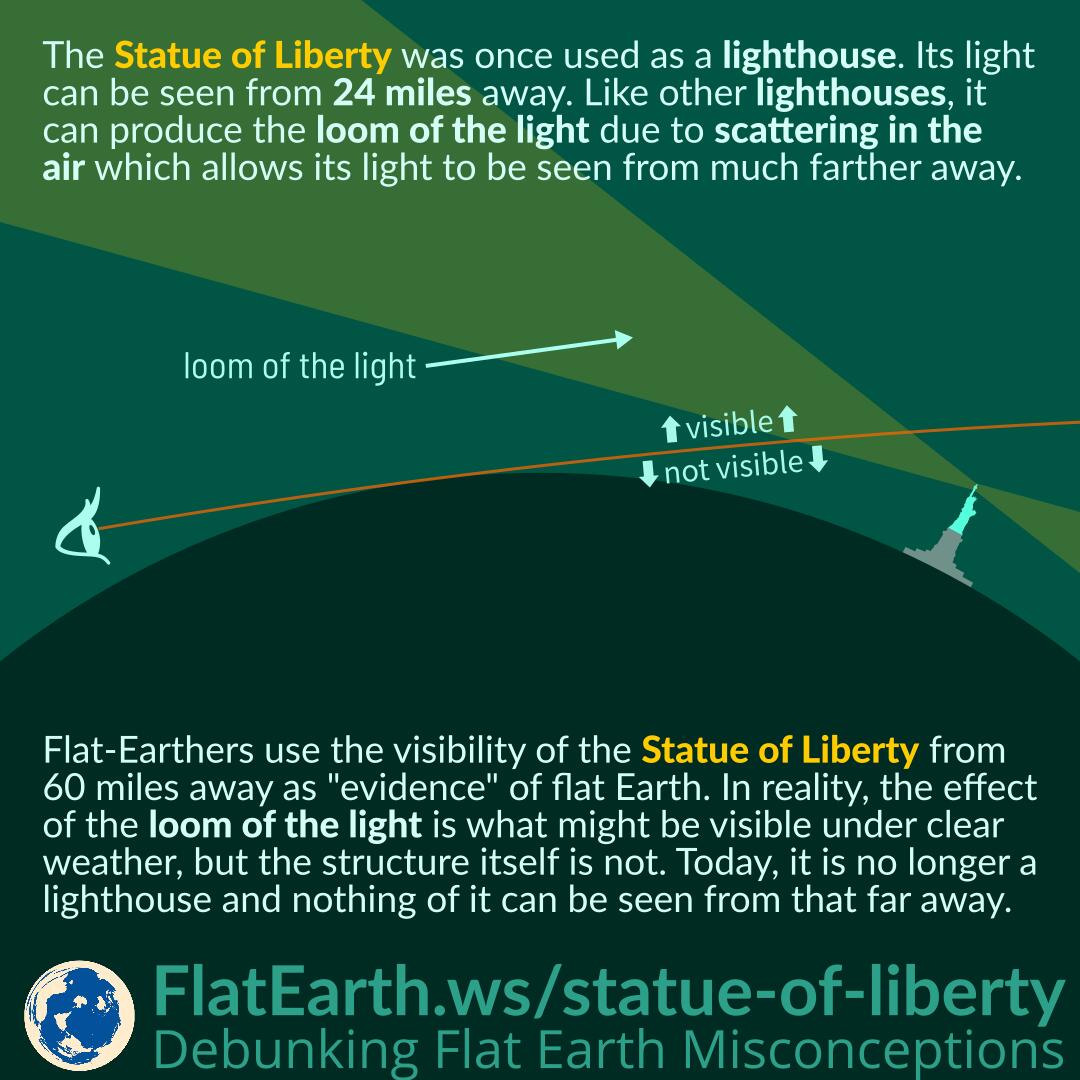 The Statue of Liberty was once used as a lighthouse. Its light
can be seen from 24 miles away. Like other lighthouses, it
can produce the loom of the light due to scattering in the
air which allows its light to be seen from much farther away.
loom of the light
visible
not visible
Flat-Earthers use the visibility of the Statue of Liberty from
60 miles away as "evidence" of flat Earth. In reality, the effect
of the loom of the light is what might be visible under clear
weather, but the structure itself is not. Today, it is no longer a
lighthouse and nothing of it can be seen from that far away.
FlatEarth.ws/statue-of-liberty
Debunking Flat Earth Misconceptions